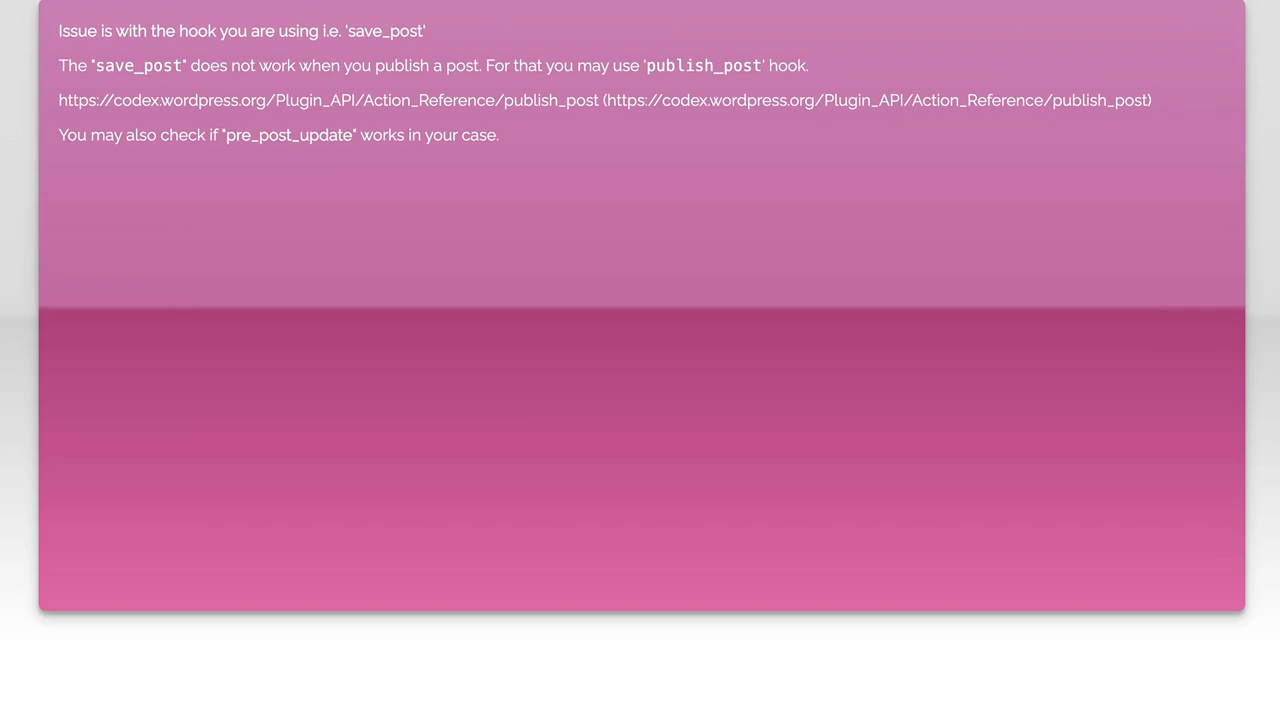 Issue is with the hook you are using i.e. 'save_post'
The "save_post" does not work when you publish a post. For that you may use 'publish_post' hook.
https://codex.wordpress.org/Plugin_API/Action_Reference/publish_post (https://codex.wordpress.org/Plugin_API/Action_Reference/publish_post)
You may also check if "pre_post_update" works in your case.